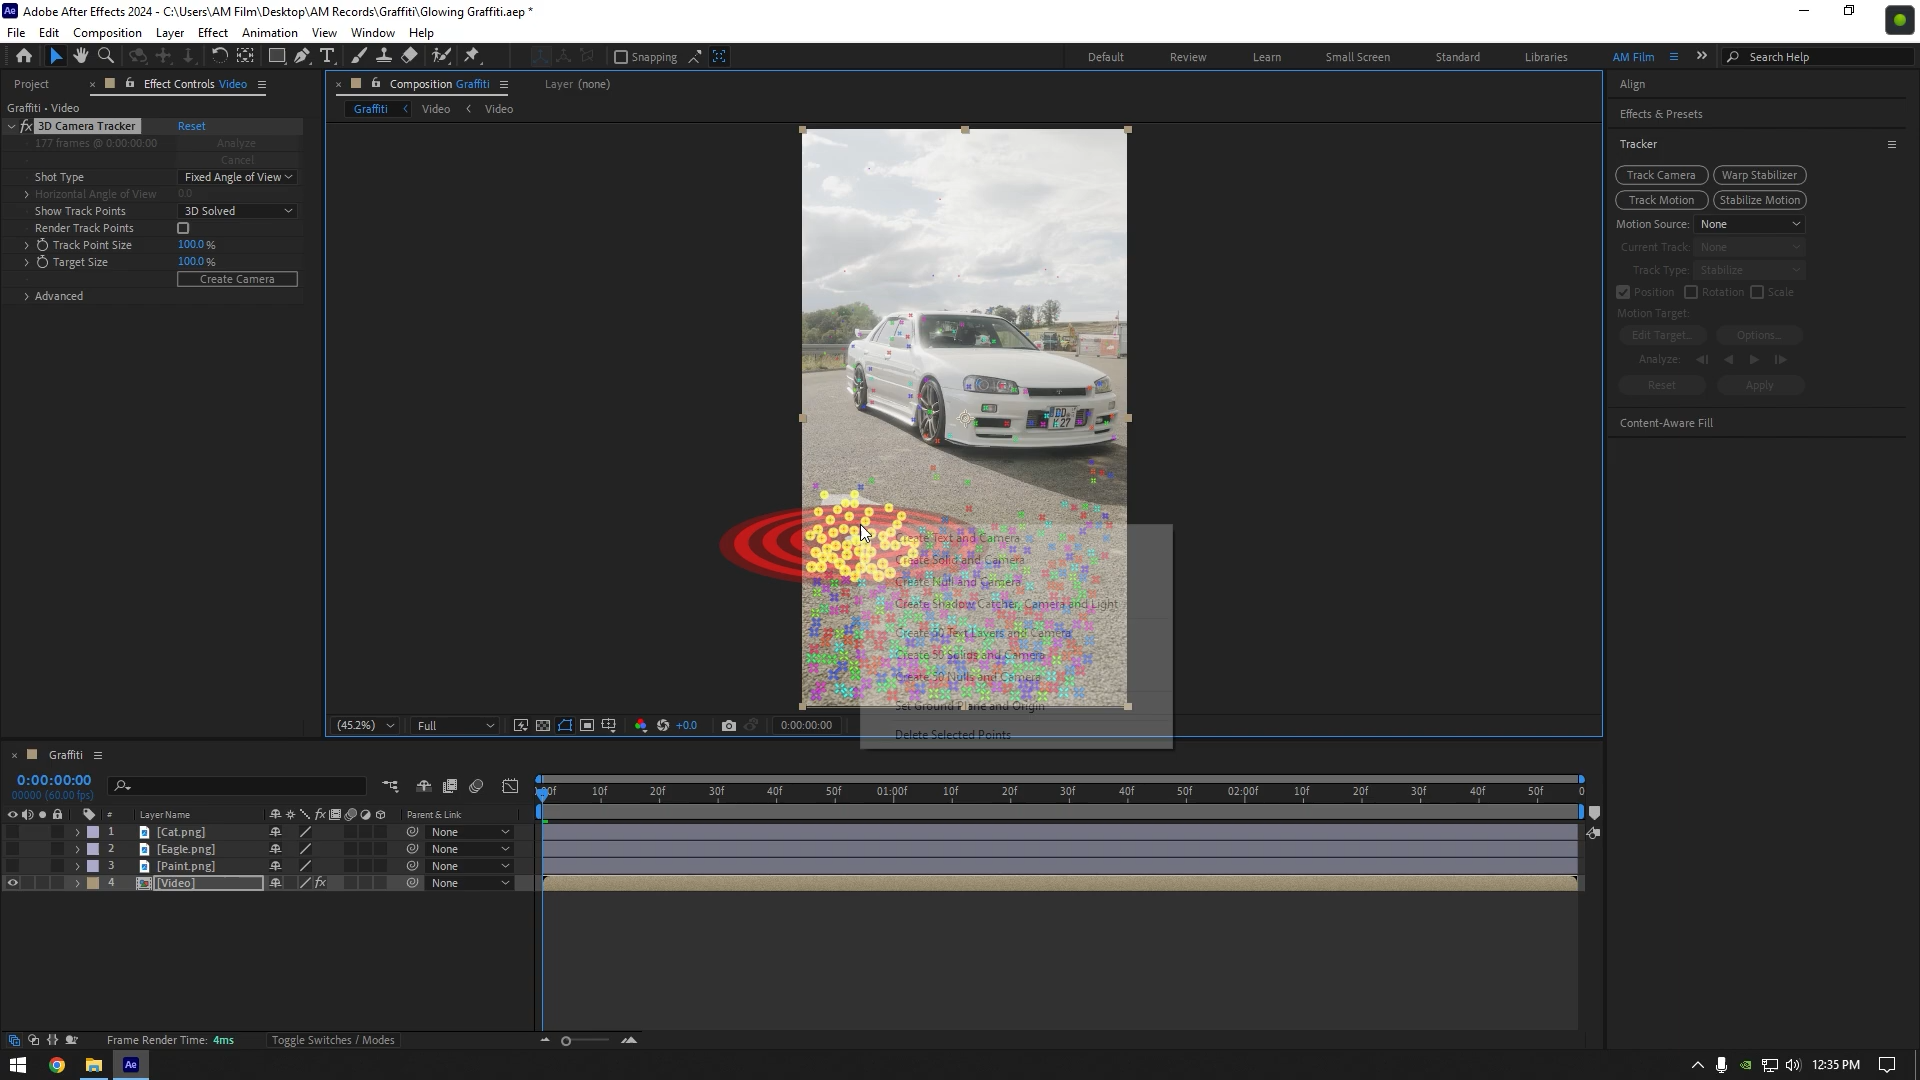 Adobe After Effects 2024 - C:\Users\AM Film\Desktop\AM Records\Graffiti\Glowing Graffiti.aep *
File Edit Composition Layer Effect Animation View Window Help
Snapping
Default Review Learn Small Screen Standard Libraries AM Film Search Help
Project Effect Controls Video
Composition Graffiti Layer (none)
Align
Graffiti • Video
Graffiti Video Video
Effects & Presets
fx 3D Camera Tracker Reset
177 frames @ 0:00:00:00 Analyze
Cancel
Shot Type Fixed Angle of View
Horizontal Angle of View 0.0
Show Track Points 3D Solved
Render Track Points
Track Point Size 100.0 %
Target Size 100.0 %
Create Camera
Advanced
Tracker
Track Camera Warp Stabilizer
Track Motion Stabilize Motion
Motion Source: None
Current Track: None
Track Type: Stabilize
Position Rotation Scale
Motion Target:
Edit Target... Options...
Analyze:
Reset Apply
Content-Aware Fill
Create Text and Camera
Create Solid and Camera
Create Null and Camera
Create Shadow Catcher, Camera and Light
Create 50 Text Layers and Camera
Create 50 Solids and Camera
Create 50 Nulls and Camera
Set Ground Plane and Origin
Delete Selected Points
(45.2%) Full +0.0 0:00:00:00
Graffiti
0:00:00:00
00000 (60.00 fps)
10f 20f 30f 40f 50f 01:00f 10f 20f 30f 40f 50f 02:00f 10f 20f 30f 40f 50f
# Layer Name fx Parent & Link
1 [Cat.png] None
2 [Eagle.png] None
3 [Paint.png] None
4 [Video] fx None
Frame Render Time: 4ms Toggle Switches / Modes
Ae 12:35 PM